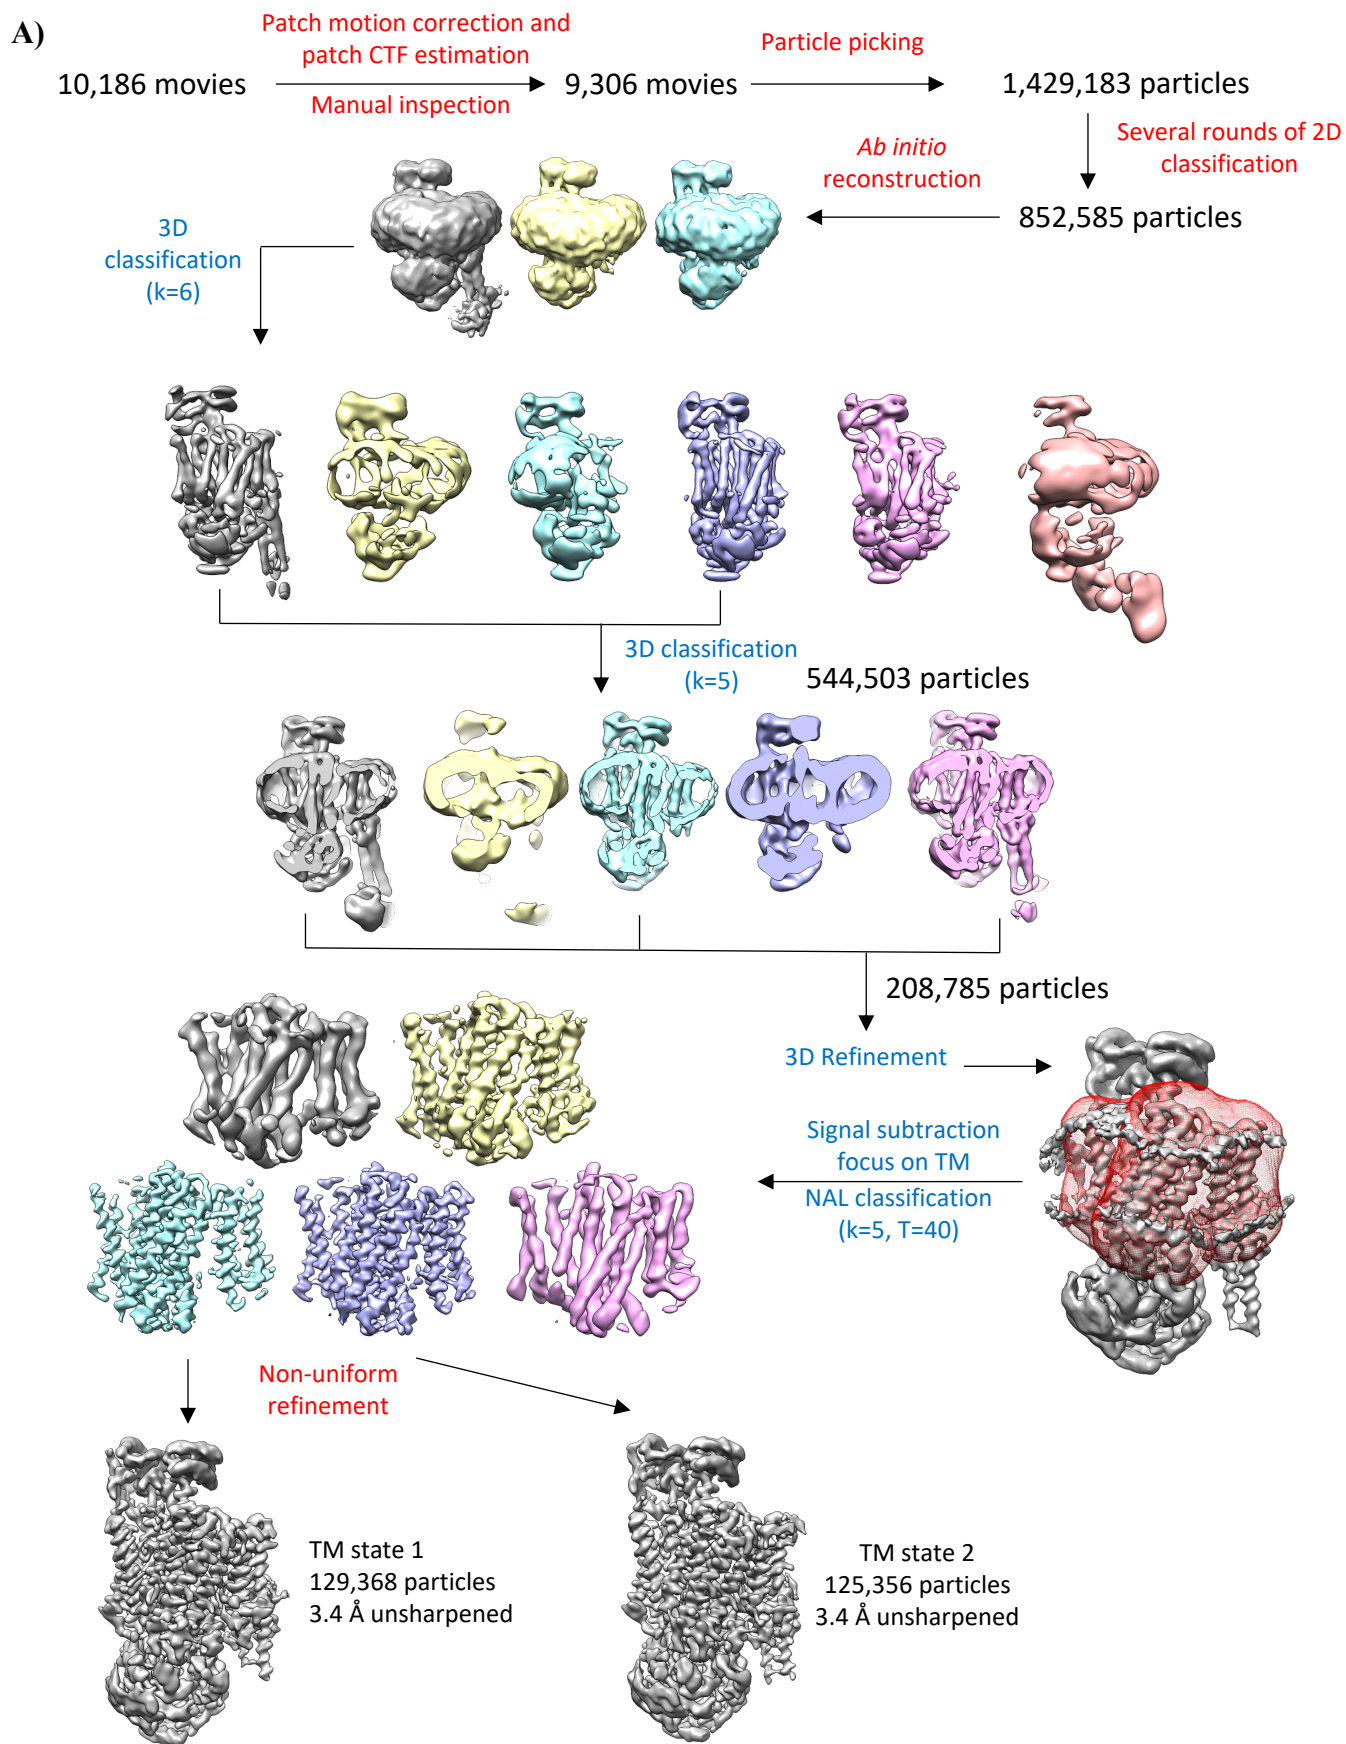 A)
Patch motion correction and
patch CTF estimation
Particle picking
10,186 movies
9,306 movies
1,429,183 particles
Manual inspection
Several rounds of 2D
classification
Ab initio
reconstruction
852,585 particles
3D
classification
(k=6)
3D classification
(k=5)
544,503 particles
208,785 particles
3D Refinement
Signal subtraction
focus on TM
NAL classification
(k=5, T=40)
Non-uniform
refinement
TM state 1
129,368 particles
3.4 Å unsharpened
TM state 2
125,356 particles
3.4 Å unsharpened